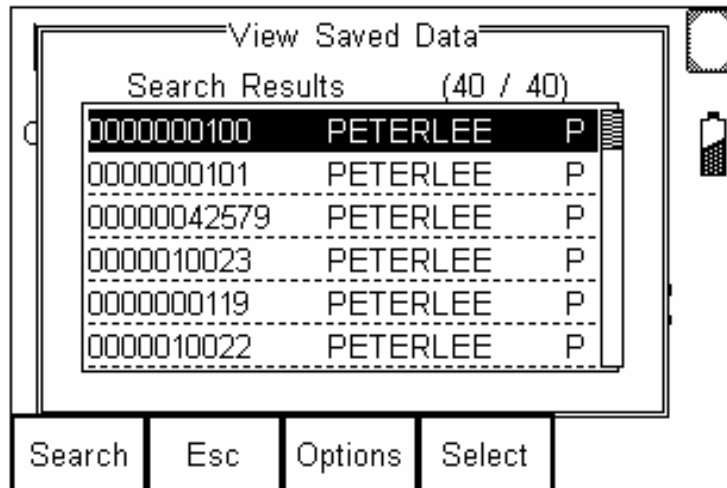 View Saved Data
Search Results (40 / 40)
0000000100 PETERLEE P
0000000101 PETERLEE P
00000042579 PETERLEE P
0000010023 PETERLEE P
0000000119 PETERLEE P
0000010022 PETERLEE P
Search Esc Options Select